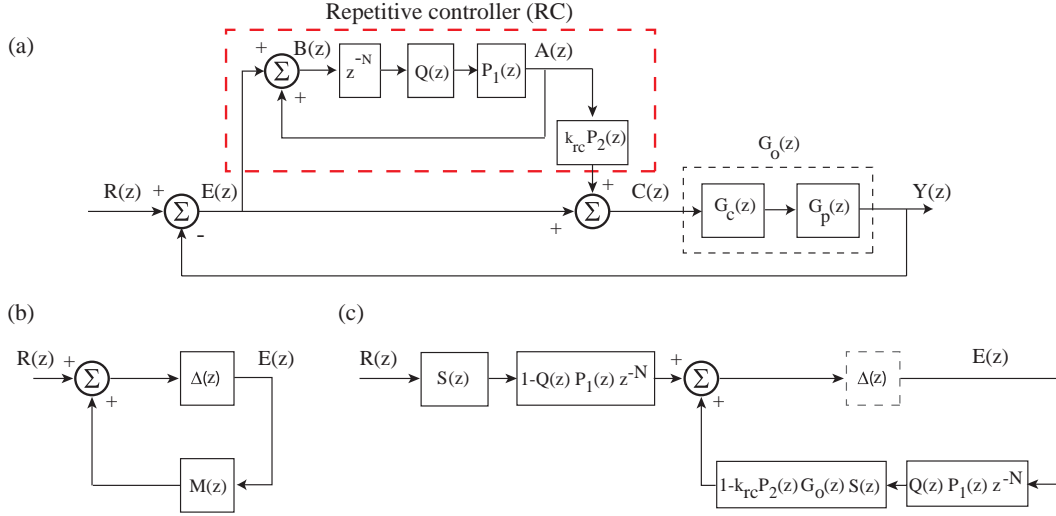 Repetitive controller (RC)
(a)
+
B(z)
A(z)
Σ
z^-N
Q(z)
P_1(z)
+
k_rc P_2(z)
G_o(z)
R(z)
+
E(z)
+
C(z)
Y(z)
Σ
Σ
G_c(z)
G_p(z)
-
+
(b)
(c)
R(z)
+
Σ
Δ(z)
E(z)
+
M(z)
R(z)
S(z)
1-Q(z) P_1(z) z^-N
+
Σ
Δ(z)
E(z)
+
1-k_rc P_2(z) G_o(z) S(z)
Q(z) P_1(z) z^-N